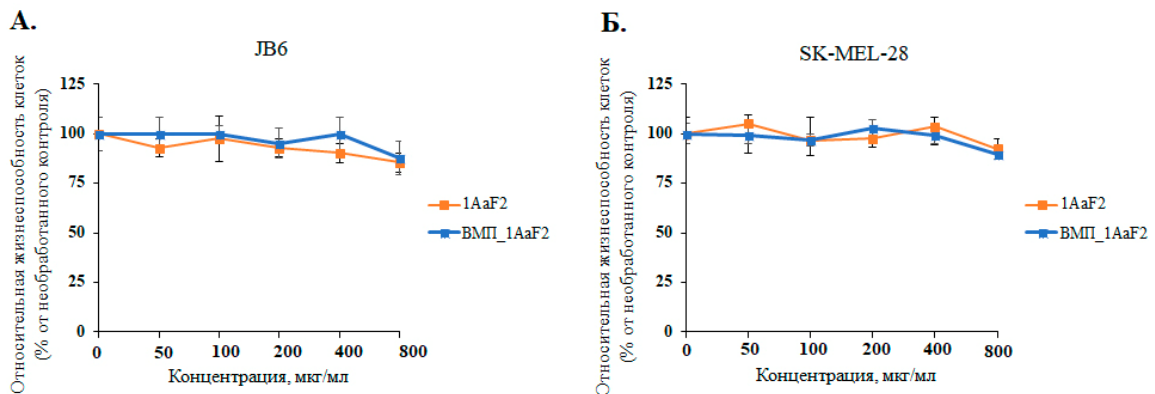 А.
JB6
Относительная жизнеспособность клеток
(% от необработанного контроля)
125
100
75
50
25
0
0 50 100 200 400 800
Концентрация, мкг/мл
1AaF2
ВМП_1AaF2
Б.
SK-MEL-28
Относительная жизнеспособность клеток
(% от необработанного контроля)
125
100
75
50
25
0
0 50 100 200 400 800
Концентрация, мкг/мл
1AaF2
ВМП_1AaF2